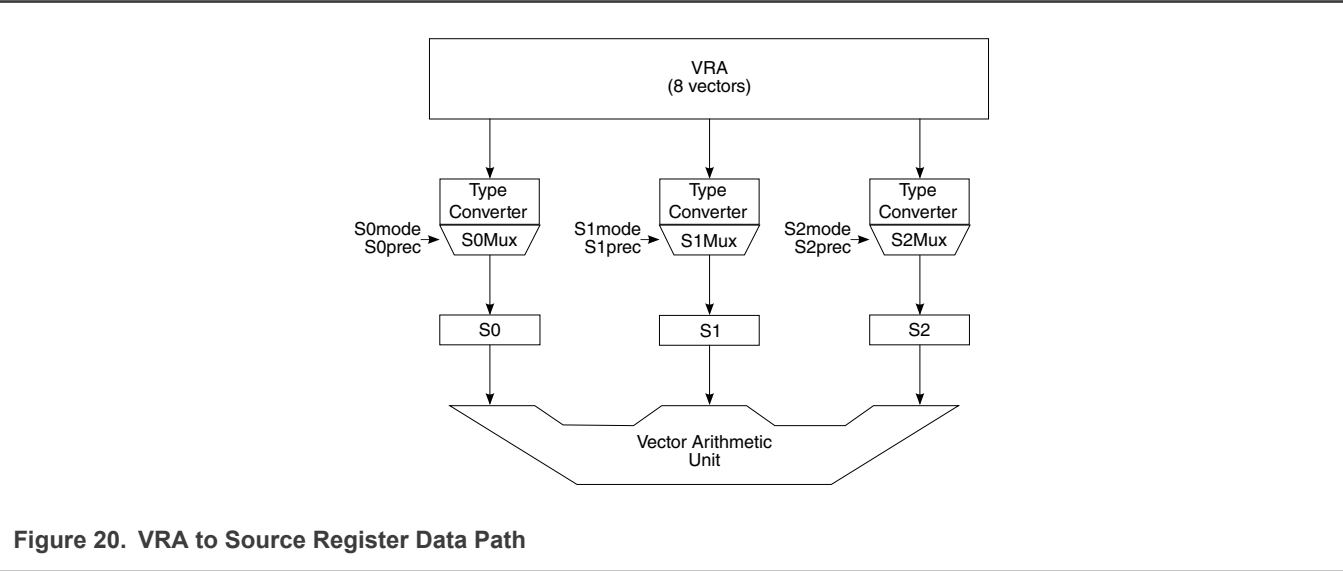 VRA
(8 vectors)
Type
Converter
S0mode
S0prec
S0Mux
Type
Converter
S1mode
S1prec
S1Mux
Type
Converter
S2mode
S2prec
S2Mux
S0
S1
S2
Vector Arithmetic
Unit
Figure 20. VRA to Source Register Data Path